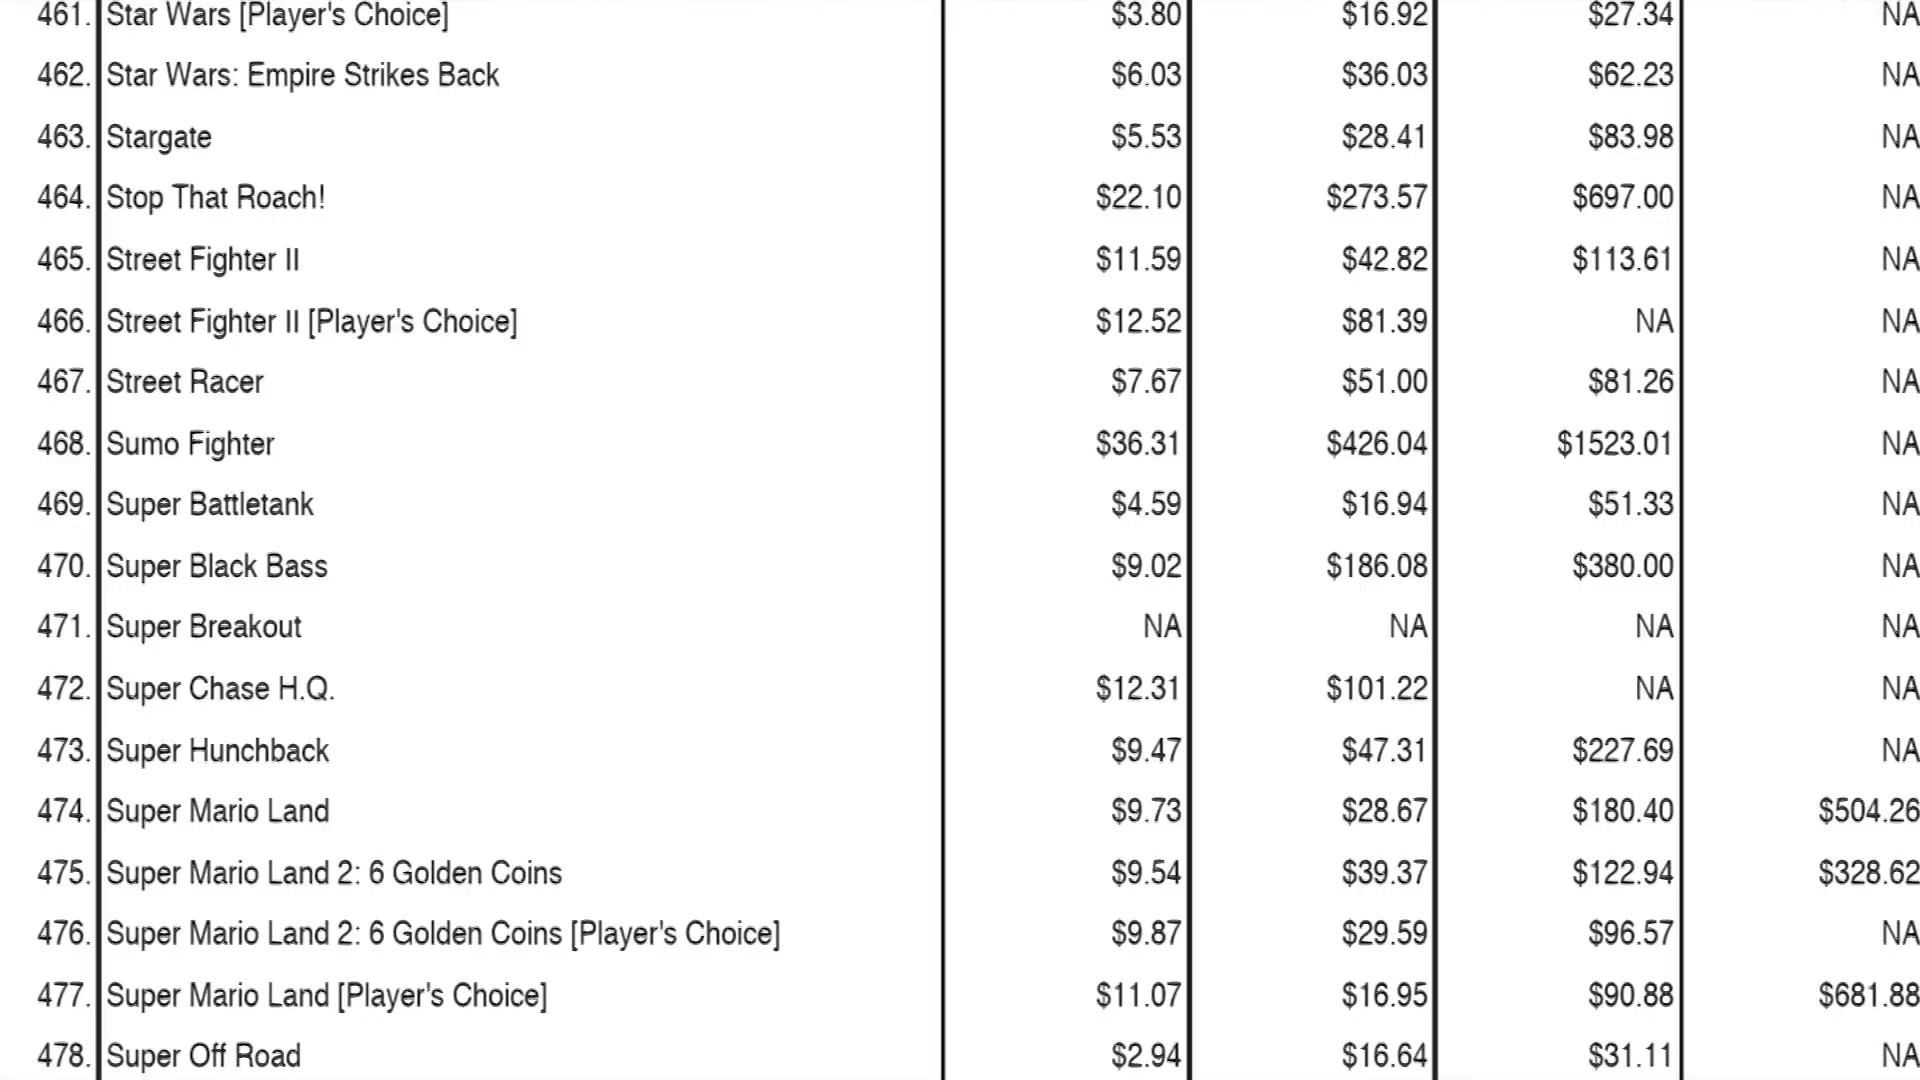 461. Star Wars [Player's Choice] $3.80 $16.92 $27.34 NA
462. Star Wars: Empire Strikes Back $6.03 $36.03 $62.23 NA
463. Stargate $5.53 $28.41 $83.98 NA
464. Stop That Roach! $22.10 $273.57 $697.00 NA
465. Street Fighter II $11.59 $42.82 $113.61 NA
466. Street Fighter II [Player's Choice] $12.52 $81.39 NA NA
467. Street Racer $7.67 $51.00 $81.26 NA
468. Sumo Fighter $36.31 $426.04 $1523.01 NA
469. Super Battletank $4.59 $16.94 $51.33 NA
470. Super Black Bass $9.02 $186.08 $380.00 NA
471. Super Breakout NA NA NA NA
472. Super Chase H.Q. $12.31 $101.22 NA NA
473. Super Hunchback $9.47 $47.31 $227.69 NA
474. Super Mario Land $9.73 $28.67 $180.40 $504.26
475. Super Mario Land 2: 6 Golden Coins $9.54 $39.37 $122.94 $328.62
476. Super Mario Land 2: 6 Golden Coins [Player's Choice] $9.87 $29.59 $96.57 NA
477. Super Mario Land [Player's Choice] $11.07 $16.95 $90.88 $681.88
478. Super Off Road $2.94 $16.64 $31.11 NA